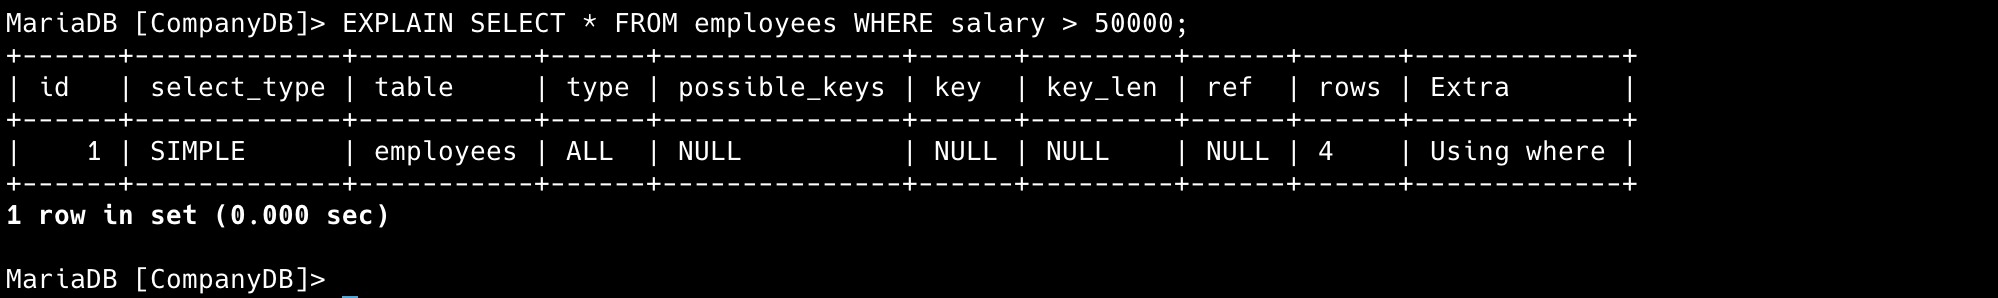 MariaDB [CompanyDB]> EXPLAIN SELECT * FROM employees WHERE salary > 50000;
+------+-------------+-----------+------+---------------+------+---------+------+------+-------------+
| id   | select_type | table     | type | possible_keys | key  | key_len | ref  | rows | Extra       |
+------+-------------+-----------+------+---------------+------+---------+------+------+-------------+
|    1 | SIMPLE      | employees | ALL  | NULL          | NULL | NULL    | NULL | 4    | Using where |
+------+-------------+-----------+------+---------------+------+---------+------+------+-------------+
1 row in set (0.000 sec)
MariaDB [CompanyDB]>